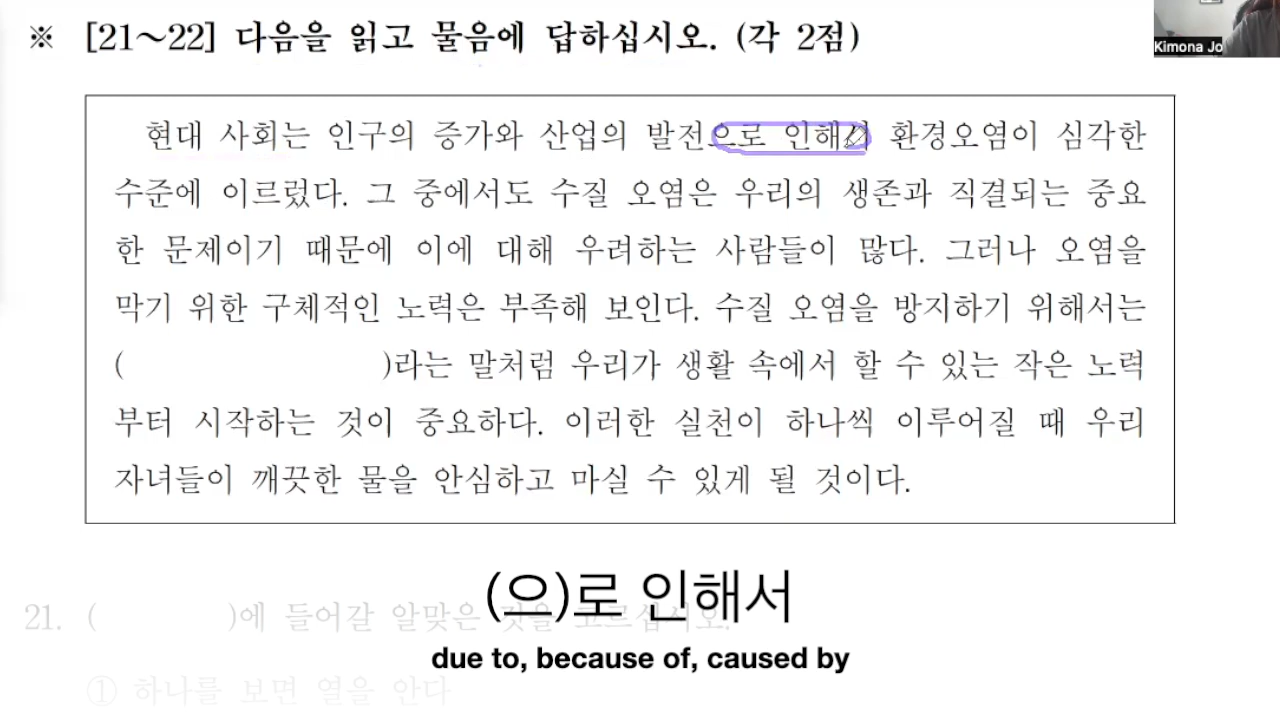 ※ [21～22] 다음을 읽고 물음에 답하십시오. (각 2점)
Kimona Jo
현대 사회는 인구의 증가와 산업의 발전으로 인해서 환경오염이 심각한
수준에 이르렀다. 그 중에서도 수질 오염은 우리의 생존과 직결되는 중요
한 문제이기 때문에 이에 대해 우려하는 사람들이 많다. 그러나 오염을
막기 위한 구체적인 노력은 부족해 보인다. 수질 오염을 방지하기 위해서는
(                    )라는 말처럼 우리가 생활 속에서 할 수 있는 작은 노력
부터 시작하는 것이 중요하다. 이러한 실천이 하나씩 이루어질 때 우리
자녀들이 깨끗한 물을 안심하고 마실 수 있게 될 것이다.
(으)로 인해서
21. (          )에 들어갈 알맞은 것을 고르십시오.
due to, because of, caused by
① 하나를 보면 열을 안다